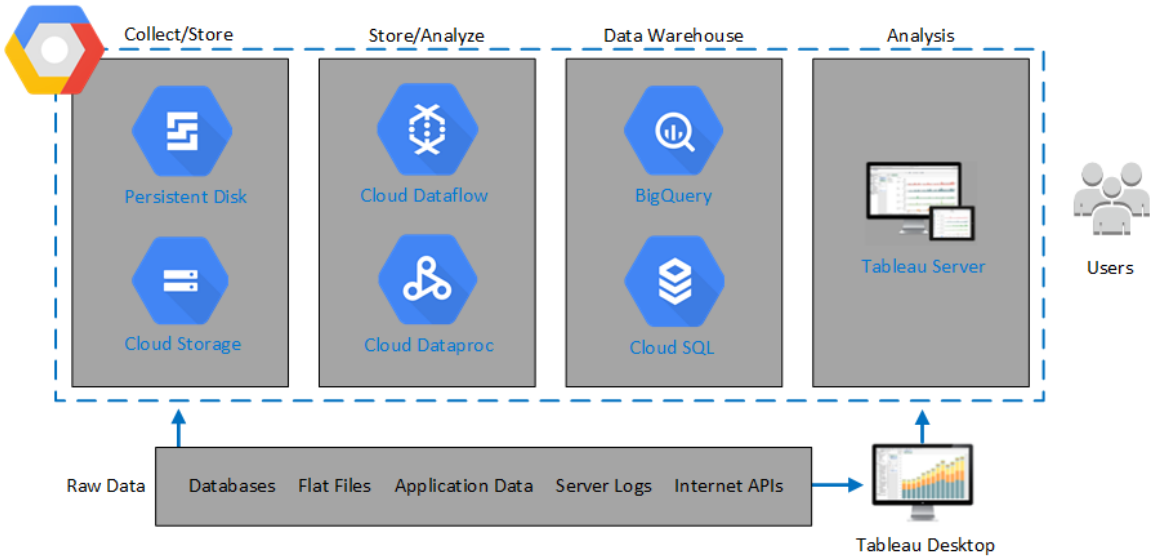 Collect/Store
Store/Analyze
Data Warehouse
Analysis
Persistent Disk
Cloud Dataflow
BigQuery
Tableau Server
Users
Cloud Storage
Cloud Dataproc
Cloud SQL
Raw Data
Databases
Flat Files
Application Data
Server Logs
Internet APIs
Tableau Desktop